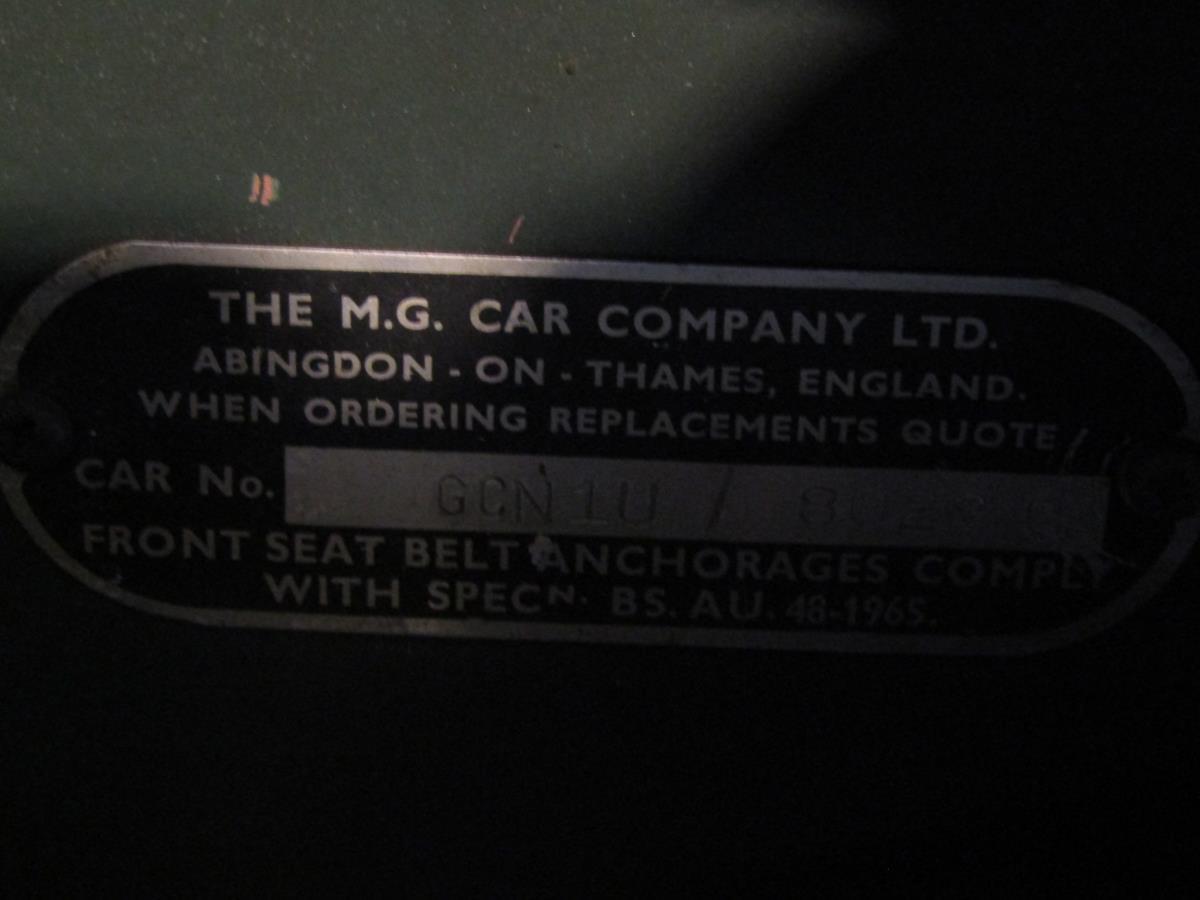 THE M.G. CAR COMPANY LTD.
ABINGDON - ON - THAMES, ENGLAND.
WHEN ORDERING REPLACEMENTS QUOTE
CAR No. GCN1U /
FRONT SEAT BELT ANCHORAGES COMPLY
WITH SPECN. BS. AU. 48-1965.